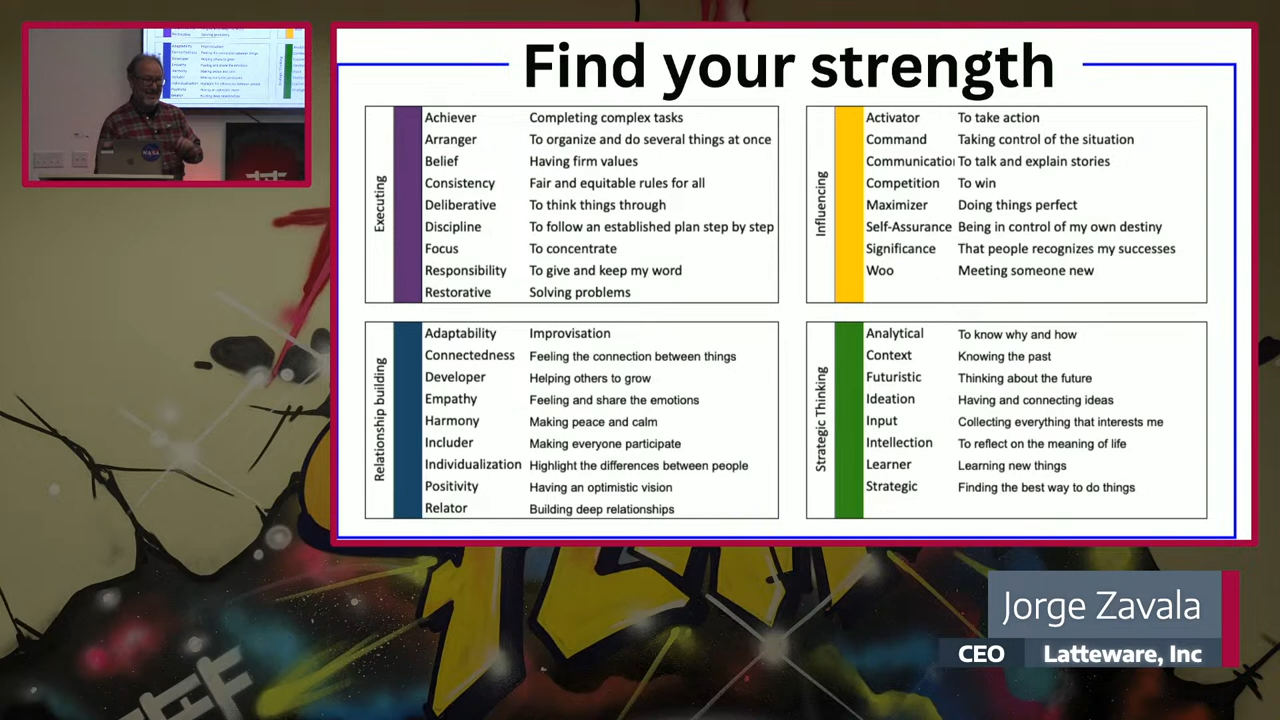 Find your strength
Executing
Achiever Completing complex tasks
Arranger To organize and do several things at once
Belief Having firm values
Consistency Fair and equitable rules for all
Deliberative To think things through
Discipline To follow an established plan step by step
Focus To concentrate
Responsibility To give and keep my word
Restorative Solving problems
Influencing
Activator To take action
Command Taking control of the situation
Communicatio To talk and explain stories
Competition To win
Maximizer Doing things perfect
Self-Assurance Being in control of my own destiny
Significance That people recognizes my successes
Woo Meeting someone new
Relationship building
Adaptability Improvisation
Connectedness Feeling the connection between things
Developer Helping others to grow
Empathy Feeling and share the emotions
Harmony Making peace and calm
Includer Making everyone participate
Individualization Highlight the differences between people
Positivity Having an optimistic vision
Relator Building deep relationships
Strategic Thinking
Analytical To know why and how
Context Knowing the past
Futuristic Thinking about the future
Ideation Having and connecting ideas
Input Collecting everything that interests me
Intellection To reflect on the meaning of life
Learner Learning new things
Strategic Finding the best way to do things
NASA
Jorge Zavala
CEO Latteware, Inc